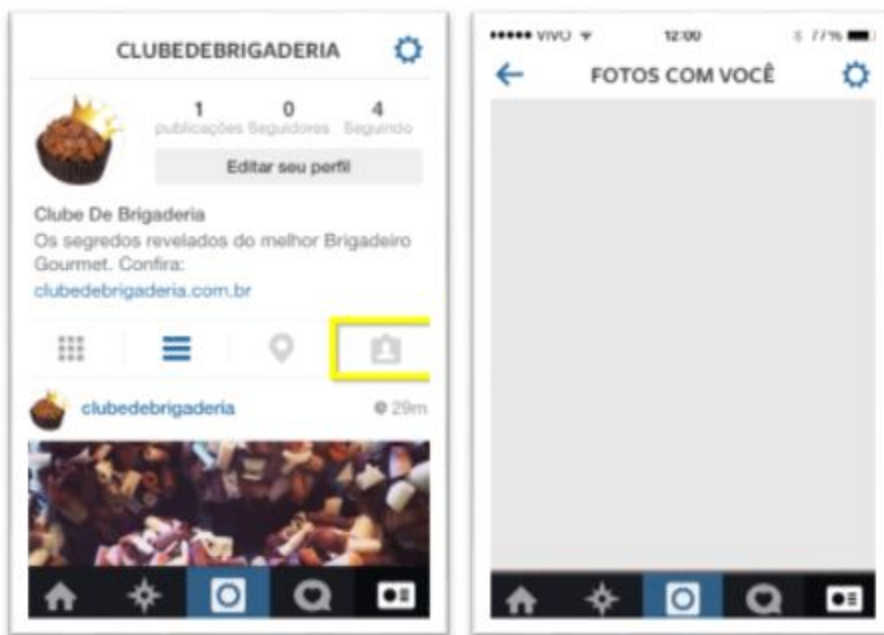 CLUBEDEBRIGADERIA
1 0 4
publicações Seguidores Seguindo
Editar seu perfil
Clube De Brigaderia
Os segredos revelados do melhor Brigadeiro
Gourmet. Confira:
clubedebrigaderia.com.br
clubedebrigaderia 29m
VIVO 12:00 77%
FOTOS COM VOCÊ